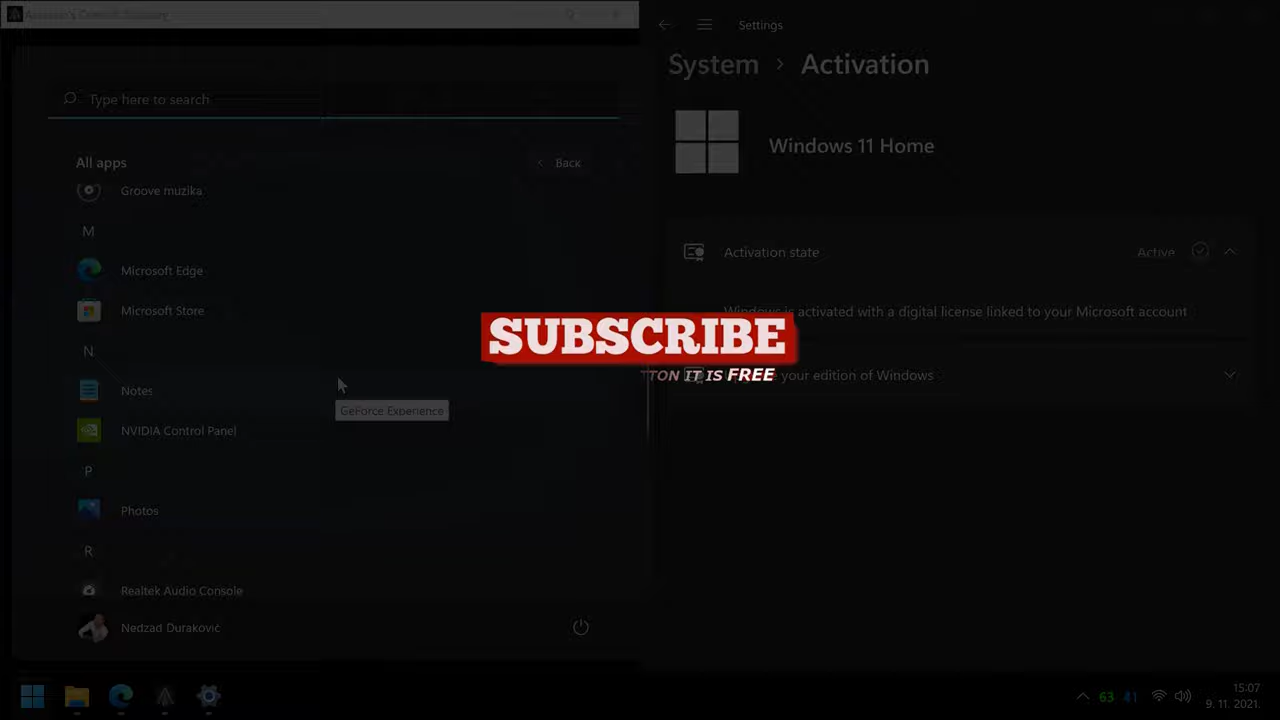 Settings
System > Activation
Type here to search
Windows 11 Home
All apps
Back
Groove muzika
M
Microsoft Edge
Microsoft Store
N
Notes
NVIDIA Control Panel
P
Photos
R
Realtek Audio Console
Nedzad Duraković
GeForce Experience
Activation state
Active
Windows is activated with a digital license linked to your Microsoft account
SUBSCRIBE
IT IS FREE
your edition of Windows
63
41
15:07
9. 11. 2021.